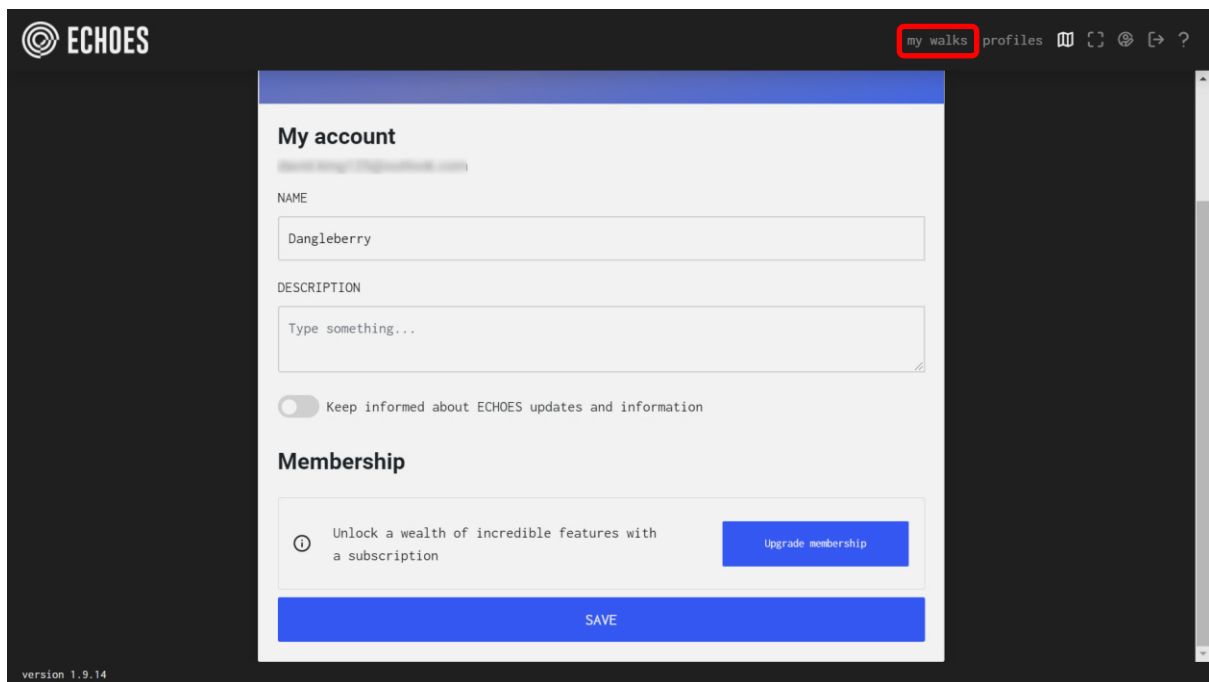 ECHOES
my walks profiles ?
My account
NAME
Dangleberry
DESCRIPTION
Type something...
Keep informed about ECHOES updates and information
Membership
Unlock a wealth of incredible features with
a subscription
Upgrade membership
SAVE
version 1.9.14